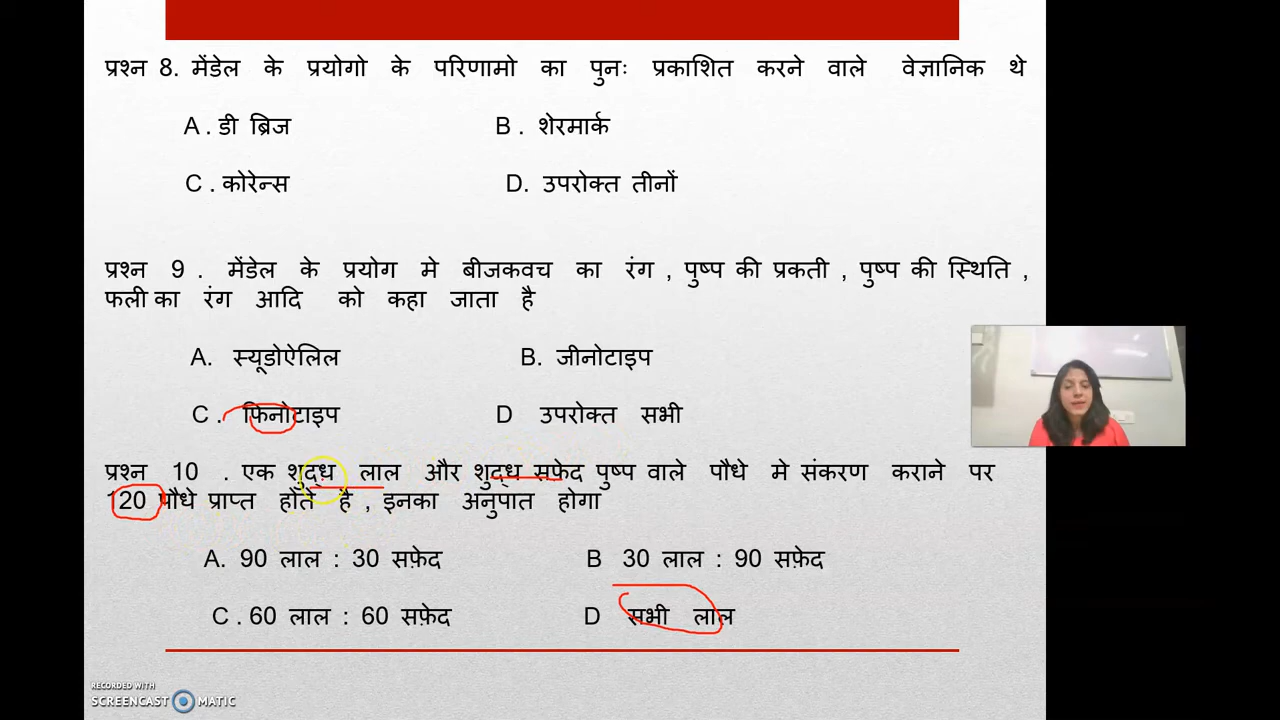 प्रश्न 8. मेंडेल के प्रयोगो के परिणामो का पुनः प्रकाशित करने वाले वेज्ञानिक थे
A . डी ब्रिज B . शेरमार्क
C . कोरेन्स D. उपरोक्त तीनों
प्रश्न 9 . मेंडेल के प्रयोग मे बीजकवच का रंग , पुष्प की प्रकती , पुष्प की स्थिति ,
फली का रंग आदि को कहा जाता है
A. स्यूडोऐलिल B. जीनोटाइप
C . फिनोटाइप D उपरोक्त सभी
प्रश्न 10 . एक शुद्ध लाल और शुद्ध सफेद पुष्प वाले पौधे मे संकरण कराने पर
120 पौधे प्राप्त होते है , इनका अनुपात होगा
A. 90 लाल : 30 सफ़ेद B 30 लाल : 90 सफ़ेद
C . 60 लाल : 60 सफ़ेद D सभी लाल
RECORDED WITH
SCREENCAST MATIC